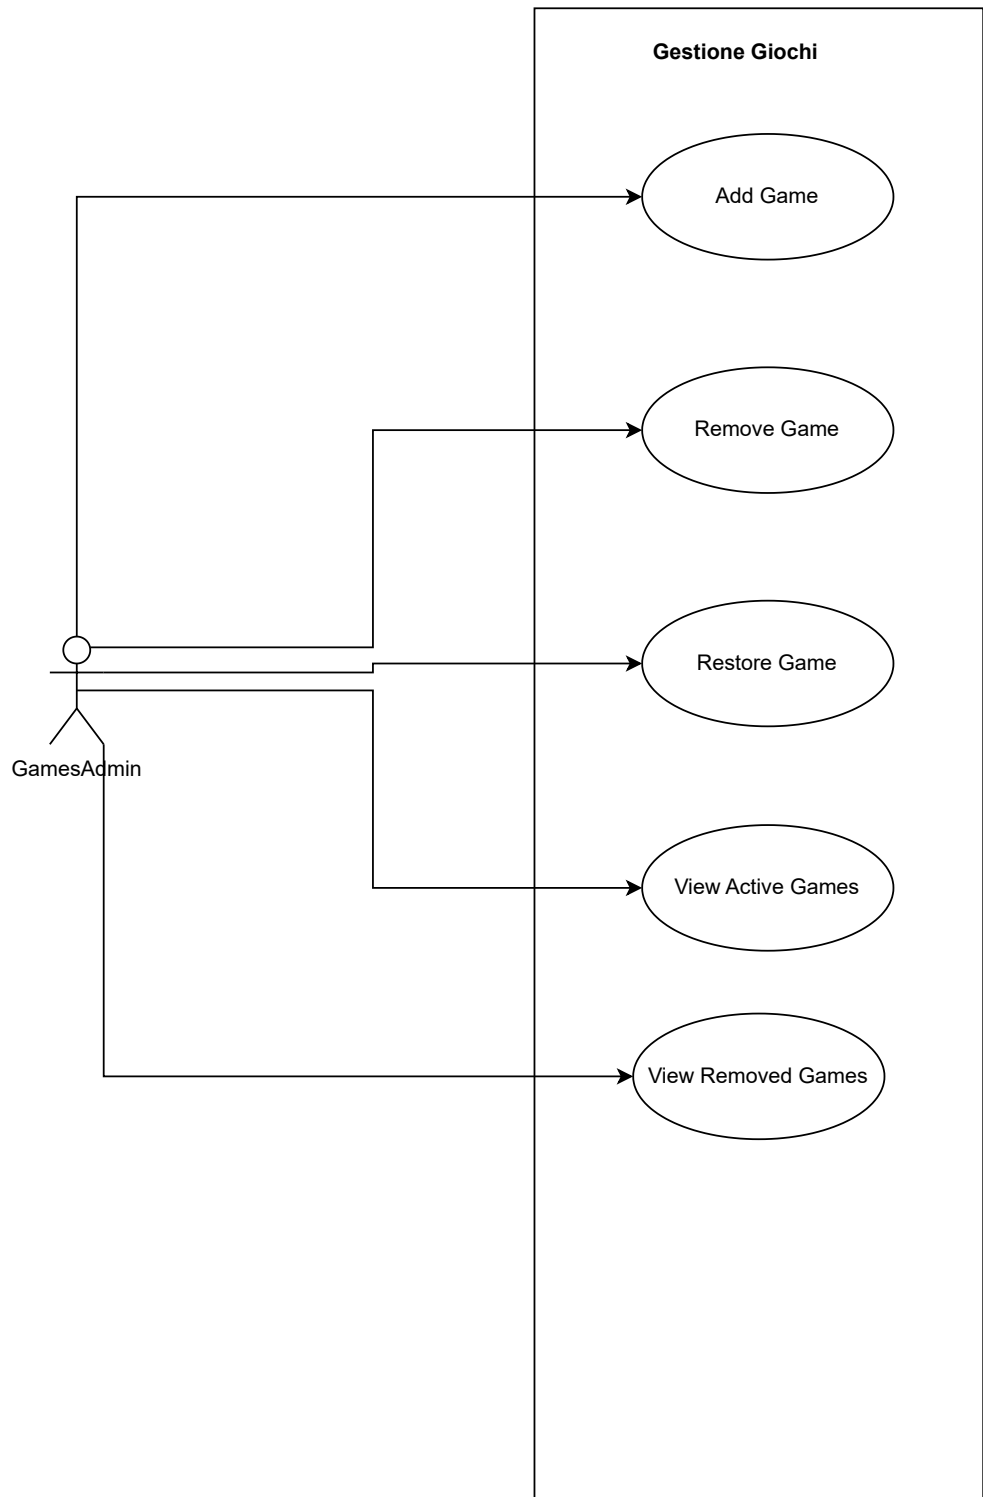 Gestione Giochi
Add Game
Remove Game
Restore Game
GamesAdmin
View Active Games
View Removed Games